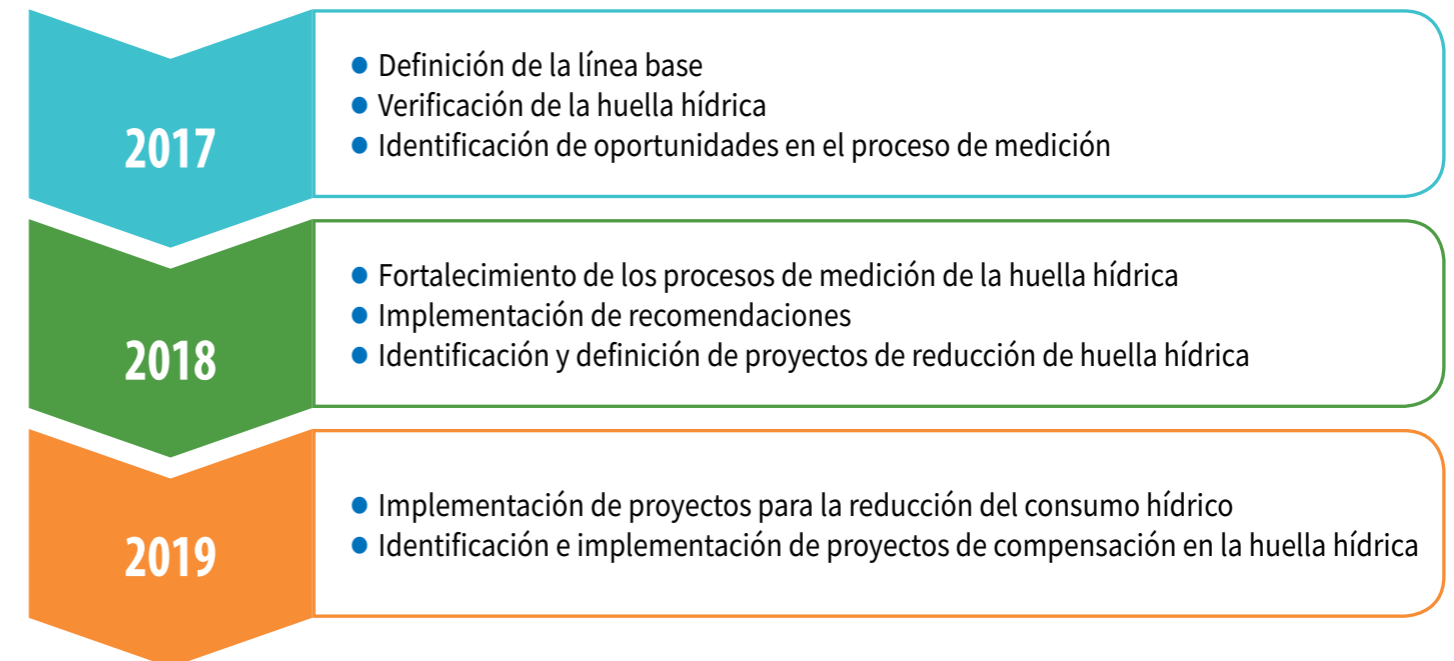 2017
● Definición de la línea base
● Verificación de la huella hídrica
● Identificación de oportunidades en el proceso de medición
2018
● Fortalecimiento de los procesos de medición de la huella hídrica
● Implementación de recomendaciones
● Identificación y definición de proyectos de reducción de huella hídrica
2019
● Implementación de proyectos para la reducción del consumo hídrico
● Identificación e implementación de proyectos de compensación en la huella hídrica